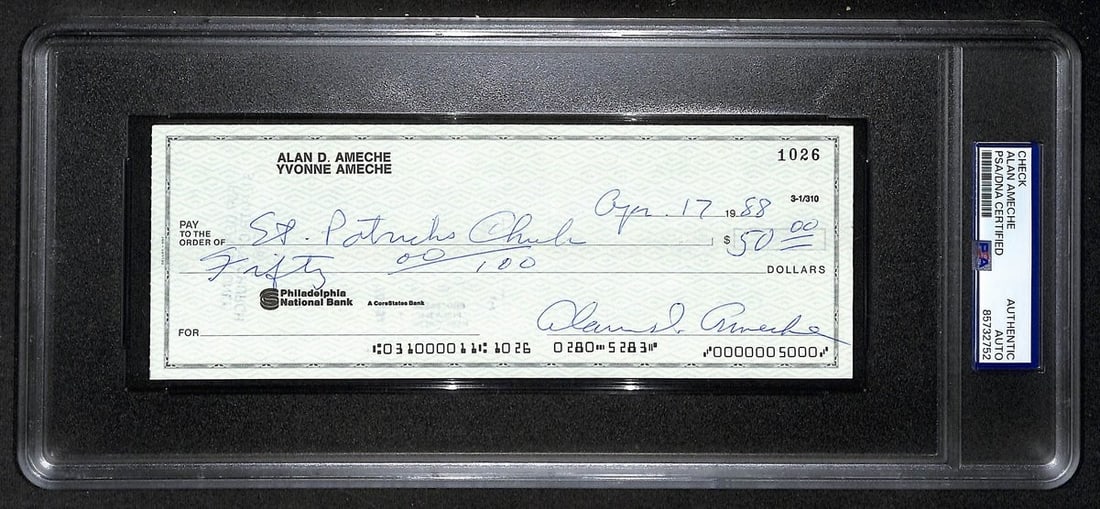 ALAN D. AMECHE
YVONNE AMECHE
1026
3-1/310
Apr. 17 1988
PAY
TO THE
ORDER OF St. Patricks Church $ 50 00
Fifty 00/100 DOLLARS
Philadelphia
National Bank A CoreStates Bank
FOR Alan D. Ameche
⑆031000011⑆ 1026 0280⑉5283⑈ ⑈0000005000⑈
CHECK
ALAN AMECHE
PSA/DNA CERTIFIED
PSA
AUTHENTIC
AUTO
85732752